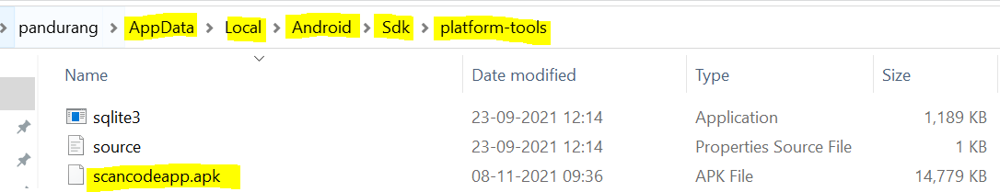 pandurang > AppData > Local > Android > Sdk > platform-tools
Name Date modified Type Size
sqlite3 23-09-2021 12:14 Application 1,189 KB
source 23-09-2021 12:14 Properties Source File 1 KB
scancodeapp.apk 08-11-2021 09:36 APK File 14,779 KB